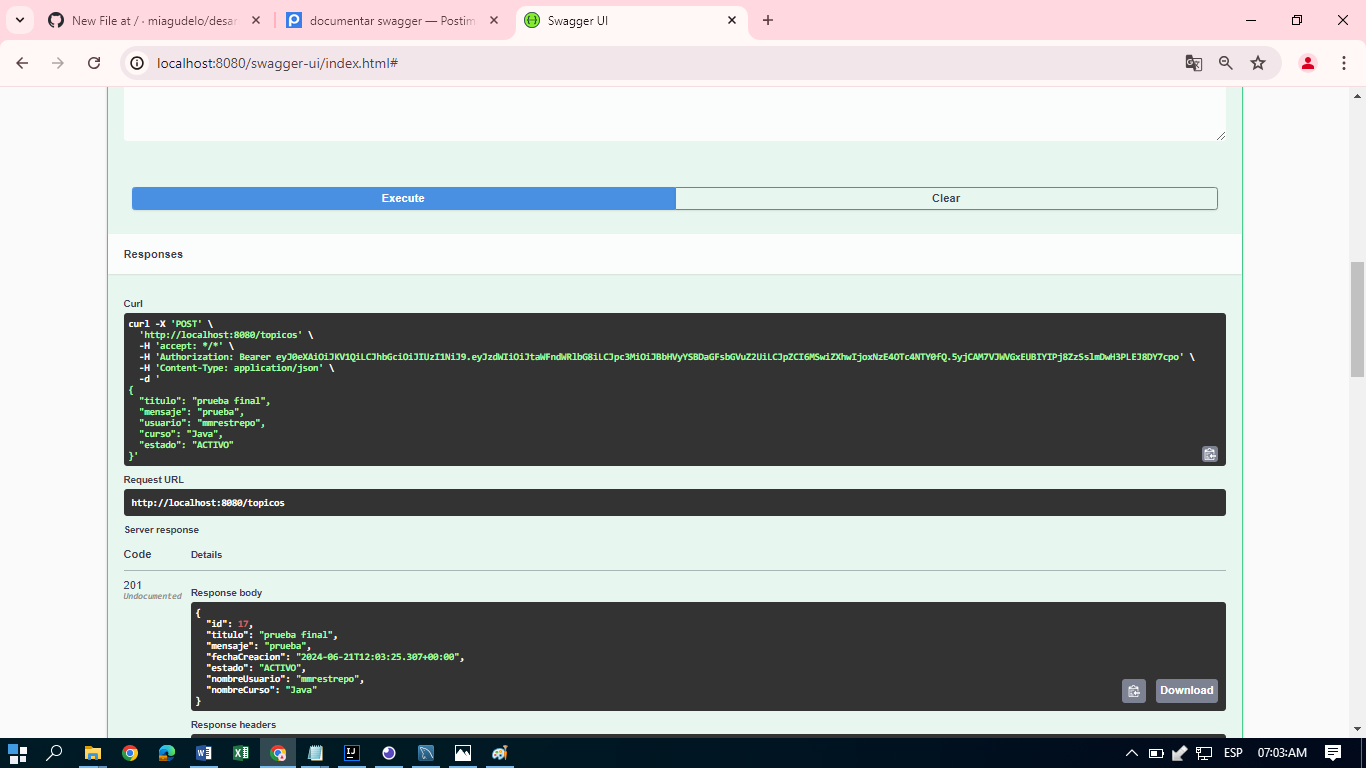 New File at / · miagudelo/desar
documentar swagger — Postim
Swagger UI
localhost:8080/swagger-ui/index.html#
Execute
Clear
Responses
Curl
curl -X 'POST' \
'http://localhost:8080/topicos' \
-H 'accept: */*' \
-H 'Authorization: Bearer eyJ0eXAiOiJKV1QiLCJhbGciOiJIUzI1NiJ9.eyJzdWIiOiJtaWFndWRlbG8iLCJpc3MiOiJBbHVyYSBDaGFsbGVuZ2UiLCJpZCI6MSwiZXhwIjoxNzE4OTc4NTY0fQ.5yjCAM7VJWVGxEUBIYIPj8ZzSslmDwH3PLEJ8DY7cpo' \
-H 'Content-Type: application/json' \
-d '
{
"titulo": "prueba final",
"mensaje": "prueba",
"usuario": "mmrestrepo",
"curso": "Java",
"estado": "ACTIVO"
}'
Request URL
http://localhost:8080/topicos
Server response
Code Details
201
Undocumented
Response body
{
"id": 17,
"titulo": "prueba final",
"mensaje": "prueba",
"fechaCreacion": "2024-06-21T12:03:25.307+00:00",
"estado": "ACTIVO",
"nombreUsuario": "mmrestrepo",
"nombreCurso": "Java"
}
Download
Response headers
ESP 07:03:AM